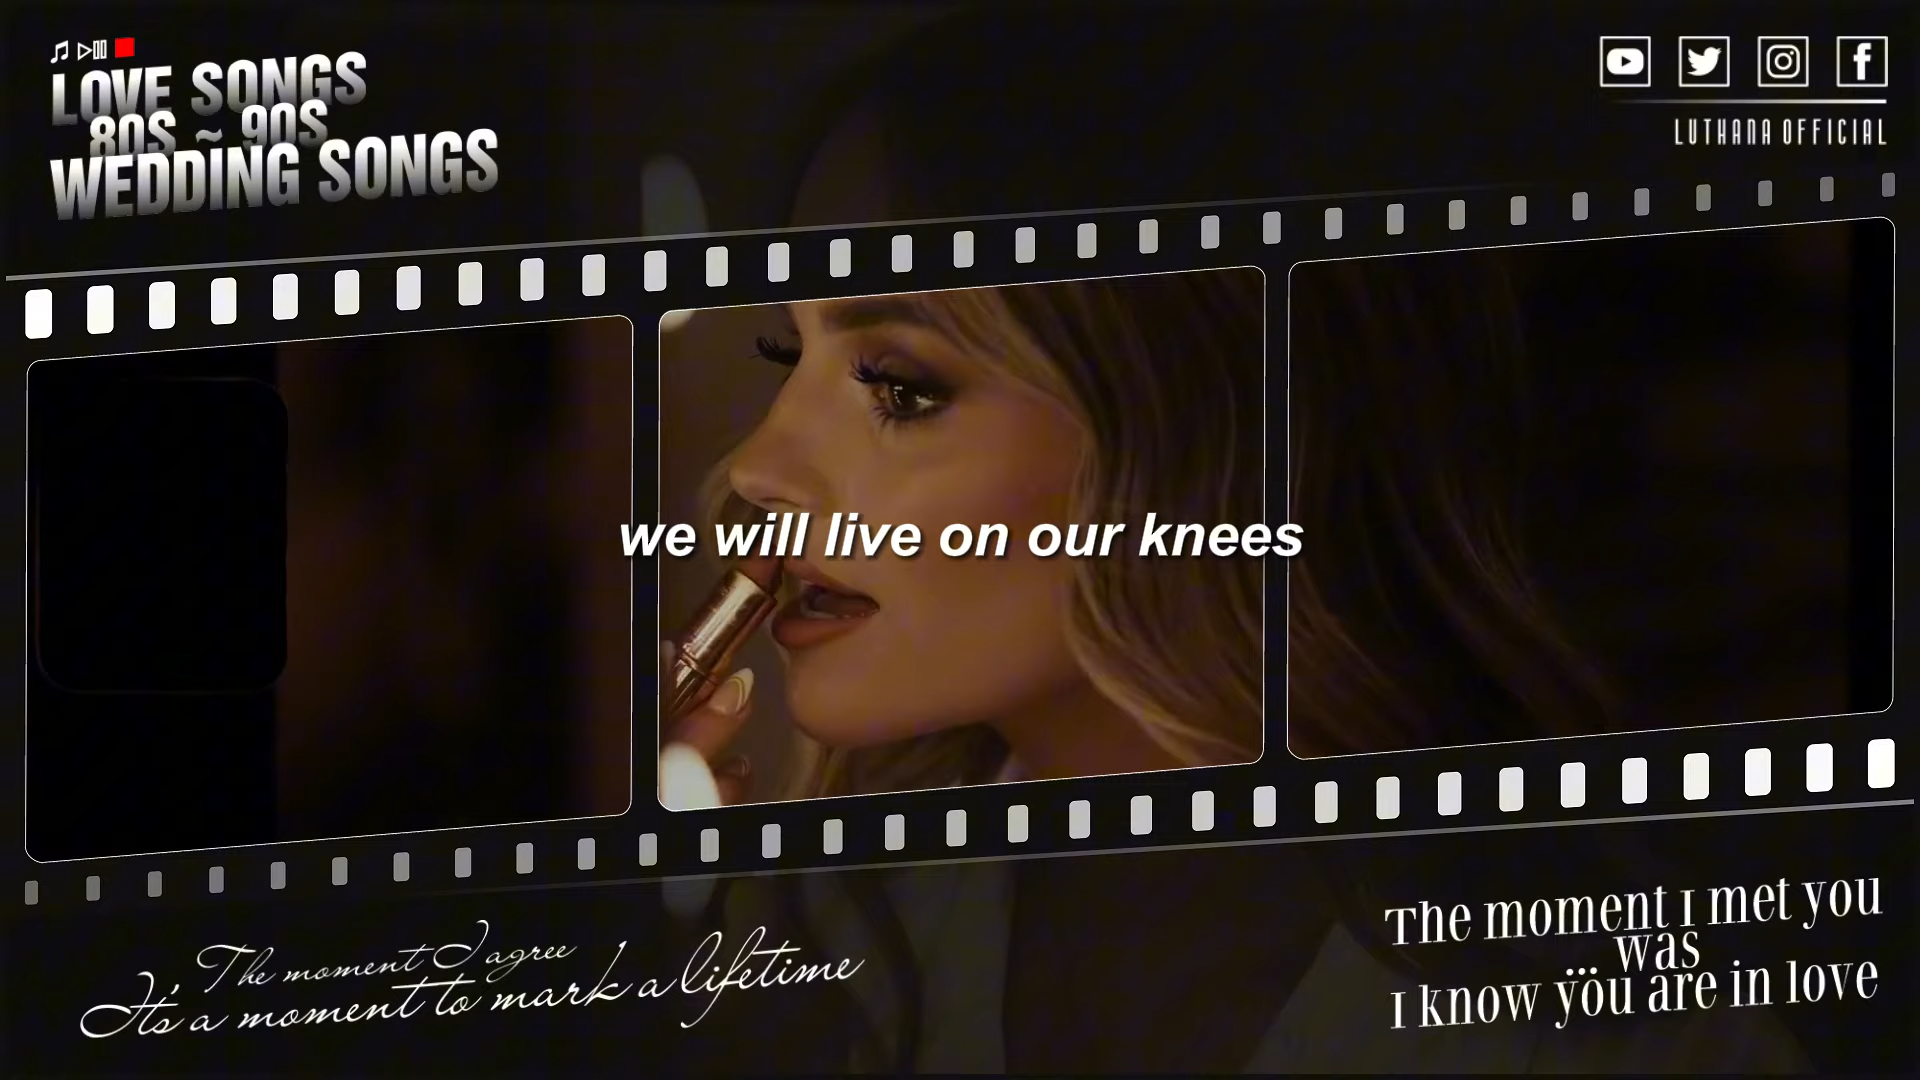 LOVE SONGS
80S ~ 90S
WEDDING SONGS
LUTHANA OFFICIAL
we will live on our knees
The moment I agree
It's a moment to mark a lifetime
The moment I met you
was
I know you are in love